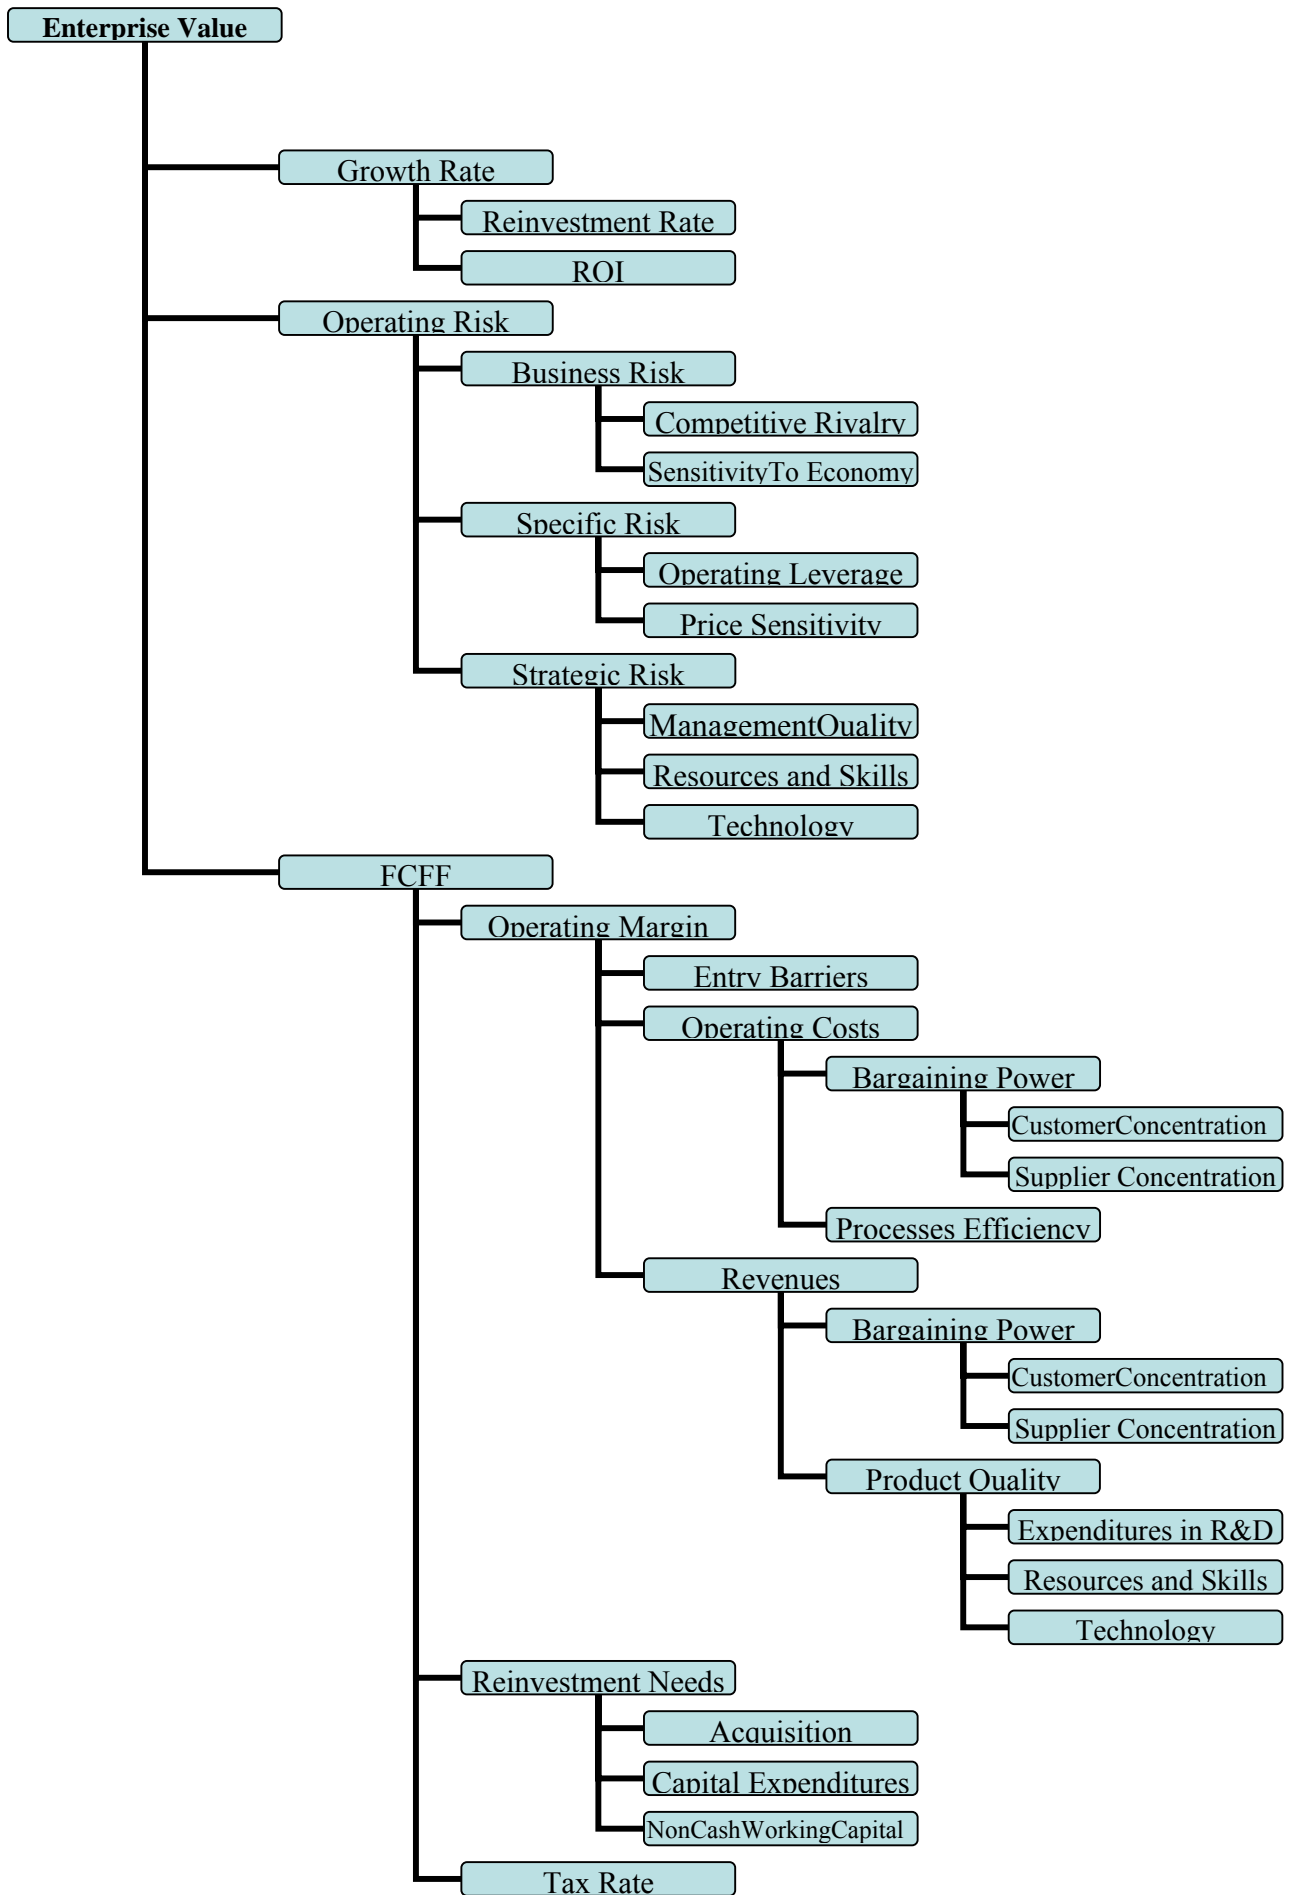 Enterprise Value
Growth Rate
Reinvestment Rate
ROI
Operating Risk
Business Risk
Competitive Rivalry
SensitivityTo Economy
Specific Risk
Operating Leverage
Price Sensitivity
Strategic Risk
ManagementQuality
Resources and Skills
Technology
FCFF
Operating Margin
Entry Barriers
Operating Costs
Bargaining Power
CustomerConcentration
Supplier Concentration
Processes Efficiency
Revenues
Bargaining Power
CustomerConcentration
Supplier Concentration
Product Quality
Expenditures in R&D
Resources and Skills
Technology
Reinvestment Needs
Acquisition
Capital Expenditures
NonCashWorkingCapital
Tax Rate